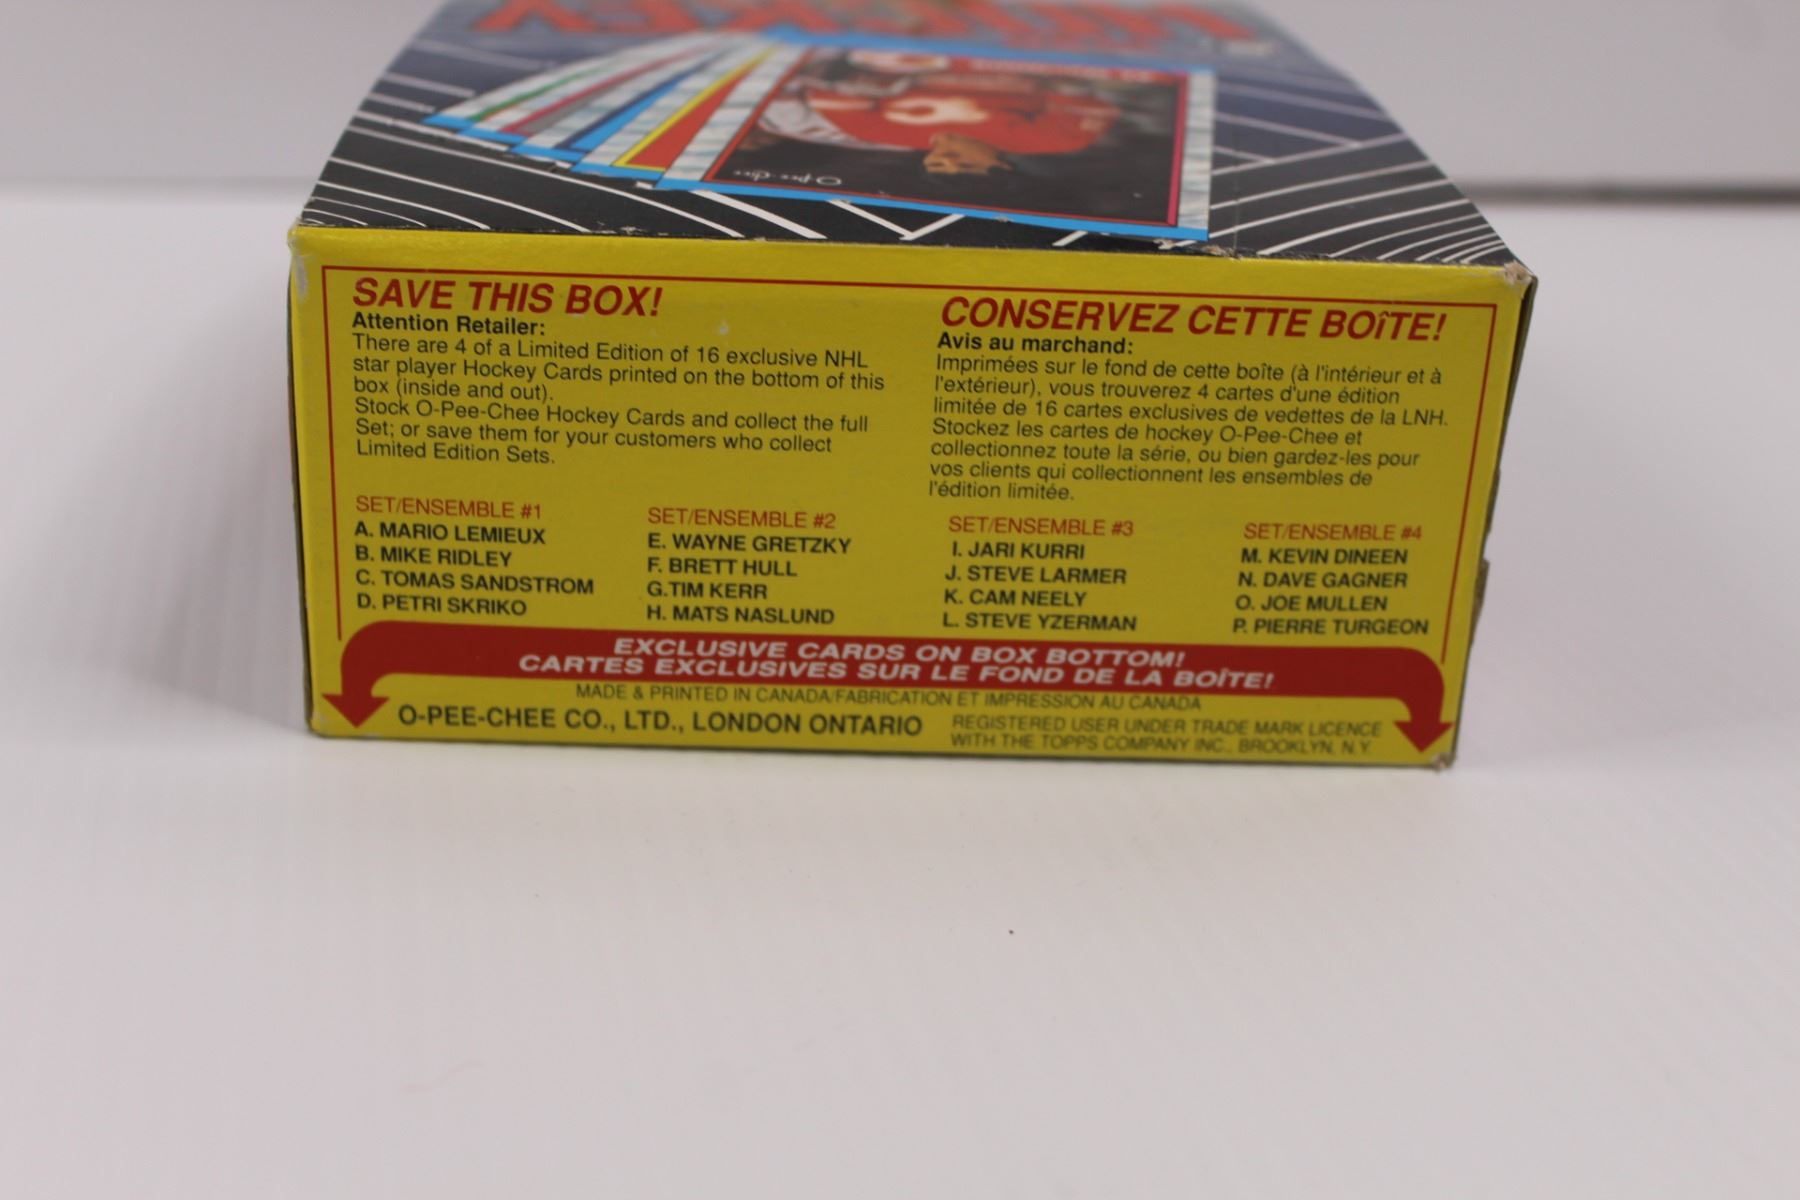 O-Pee-Chee
SAVE THIS BOX!
Attention Retailer:
There are 4 of a Limited Edition of 16 exclusive NHL
star player Hockey Cards printed on the bottom of this
box (inside and out).
Stock O-Pee-Chee Hockey Cards and collect the full
Set; or save them for your customers who collect
Limited Edition Sets.
CONSERVEZ CETTE BOîTE!
Avis au marchand:
Imprimées sur le fond de cette boîte (à l'intérieur et à
l'extérieur), vous trouverez 4 cartes d'une édition
limitée de 16 cartes exclusives de vedettes de la LNH.
Stockez les cartes de hockey O-Pee-Chee et
collectionnez toute la série, ou bien gardez-les pour
vos clients qui collectionnent les ensembles de
l'édition limitée.
SET/ENSEMBLE #1
A. MARIO LEMIEUX
B. MIKE RIDLEY
C. TOMAS SANDSTROM
D. PETRI SKRIKO
SET/ENSEMBLE #2
E. WAYNE GRETZKY
F. BRETT HULL
G.TIM KERR
H. MATS NASLUND
SET/ENSEMBLE #3
I. JARI KURRI
J. STEVE LARMER
K. CAM NEELY
L. STEVE YZERMAN
SET/ENSEMBLE #4
M. KEVIN DINEEN
N. DAVE GAGNER
O. JOE MULLEN
P. PIERRE TURGEON
EXCLUSIVE CARDS ON BOX BOTTOM!
CARTES EXCLUSIVES SUR LE FOND DE LA BOîTE!
MADE & PRINTED IN CANADA/FABRICATION ET IMPRESSION AU CANADA
O-PEE-CHEE CO., LTD., LONDON ONTARIO
REGISTERED USER UNDER TRADE MARK LICENCE
WITH THE TOPPS COMPANY INC., BROOKLYN, N.Y.